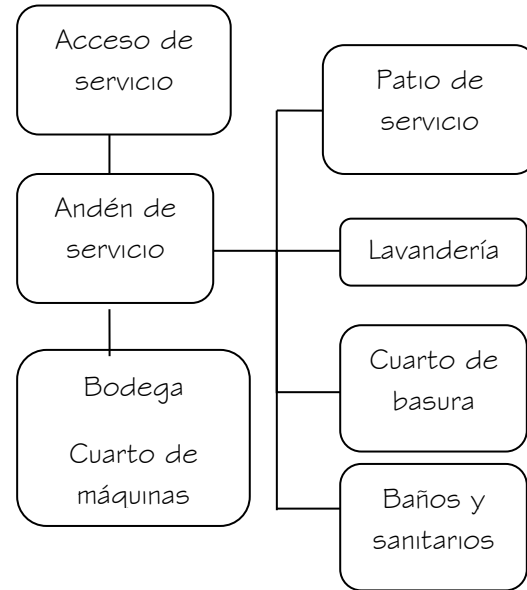 Acceso de
servicio
Andén de
servicio
Bodega
Cuarto de
máquinas
Patio de
servicio
Lavandería
Cuarto de
basura
Baños y
sanitarios